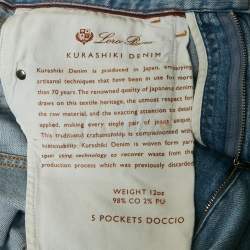 Loro Piana
KURASHIKI DENIM
Kurashiki Denim is produced in Japan, employing
artisanal techniques that have been in use for more
than 70 years. The renowned quality of Japanese denim
draws on this textile heritage, the utmost respect for
the raw material, and the exacting attention to detail
applied, making every single pair of jeans unique.
This traditional craftsmanship is complemented with
sustainability: Kurashiki Denim is woven form yarn
spun using technology to recover waste from the
production process which was previously discarded.
WEIGHT 12oz
98% CO 2% PU
5 POCKETS DOCCIO